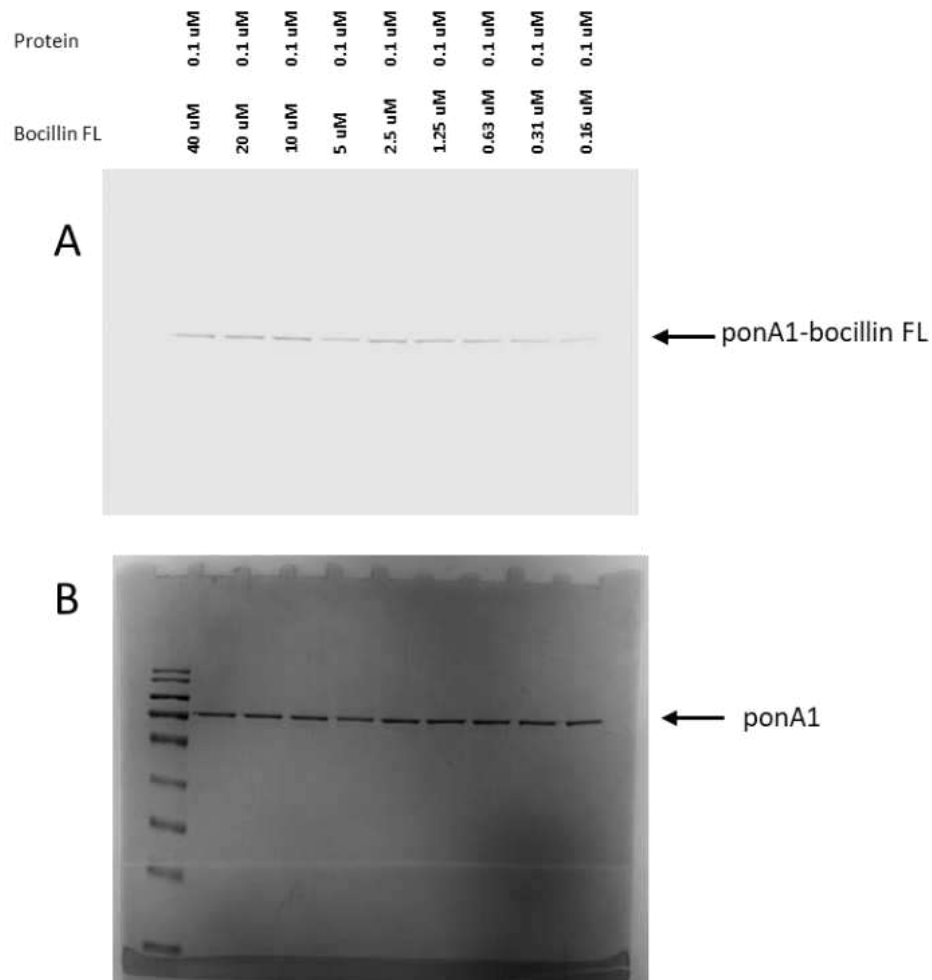 Protein 0.1 uM 0.1 uM 0.1 uM 0.1 uM 0.1 uM 0.1 uM 0.1 uM 0.1 uM 0.1 uM
Bocillin FL 40 uM 20 uM 10 uM 5 uM 2.5 uM 1.25 uM 0.63 uM 0.31 uM 0.16 uM
A
ponA1-bocillin FL
B
ponA1